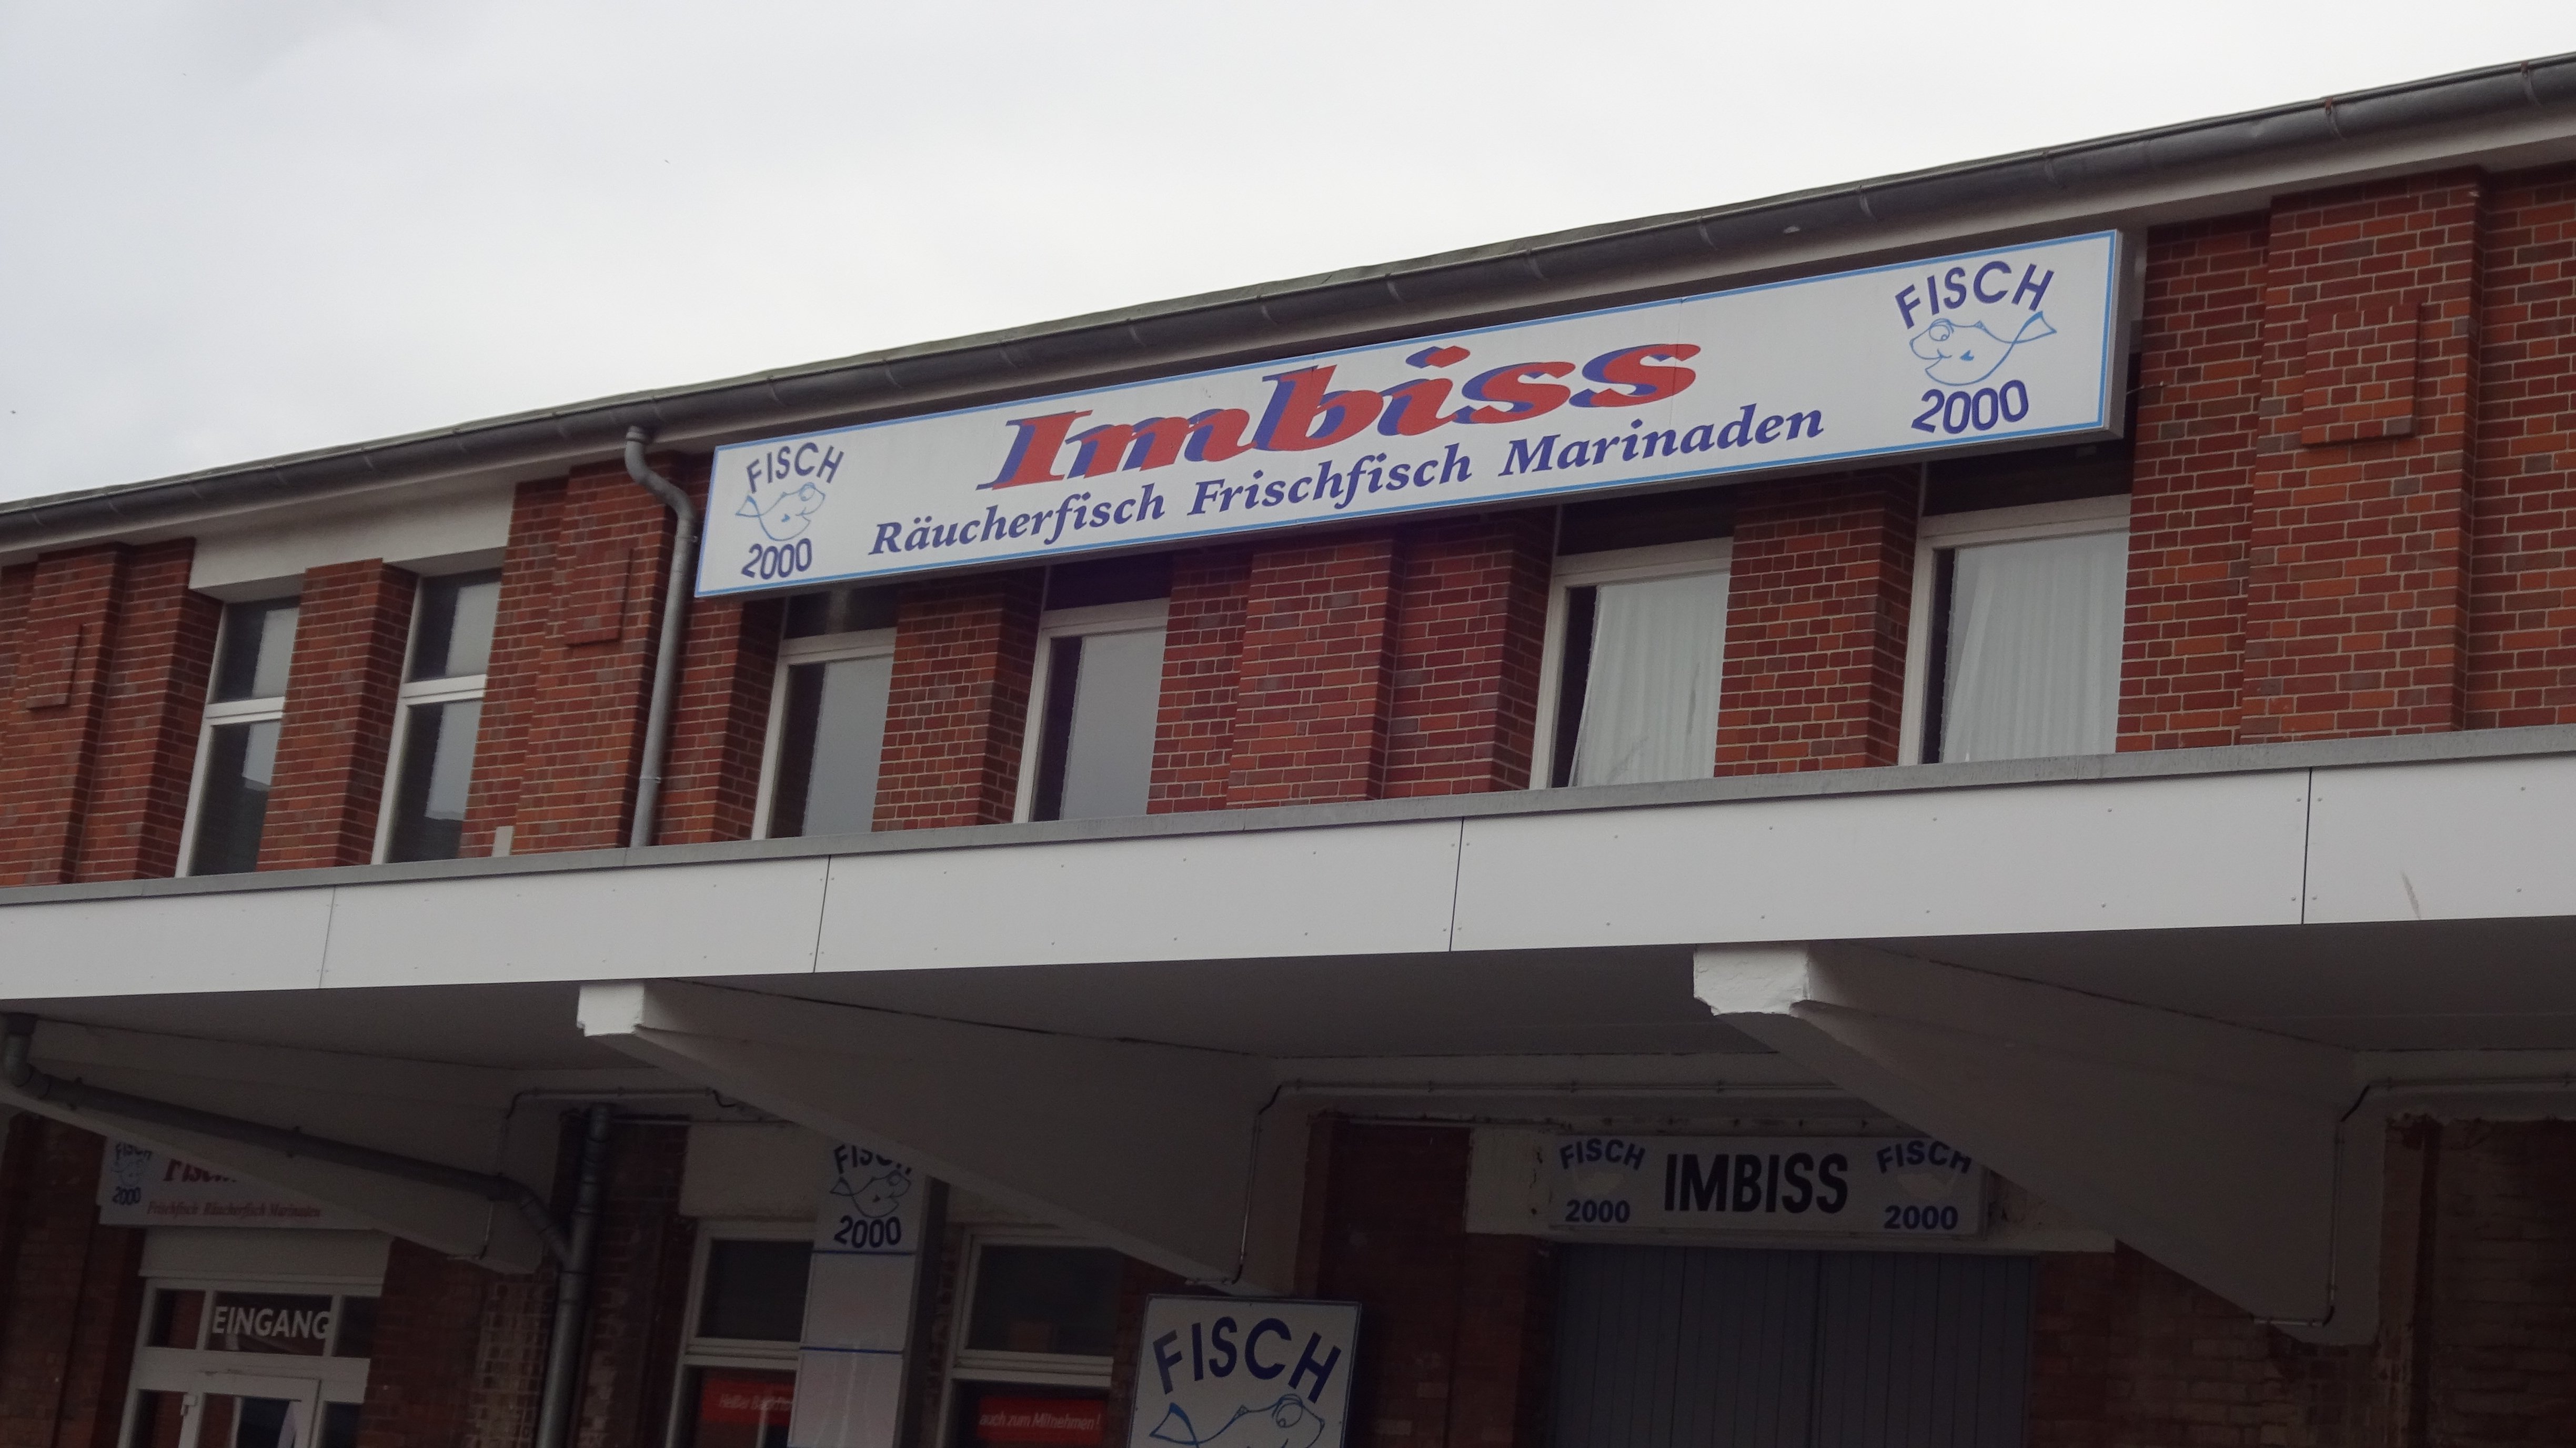 FISCH
2000
Imbiss
Räucherfisch Frischfisch Marinaden
FISCH
2000
FISCH
2000
Frischfisch Räucherfisch Marinaden
EINGANG
FISCH
2000
auch zum Mitnehmen!
FISCH
FISCH
2000
IMBISS
FISCH
2000